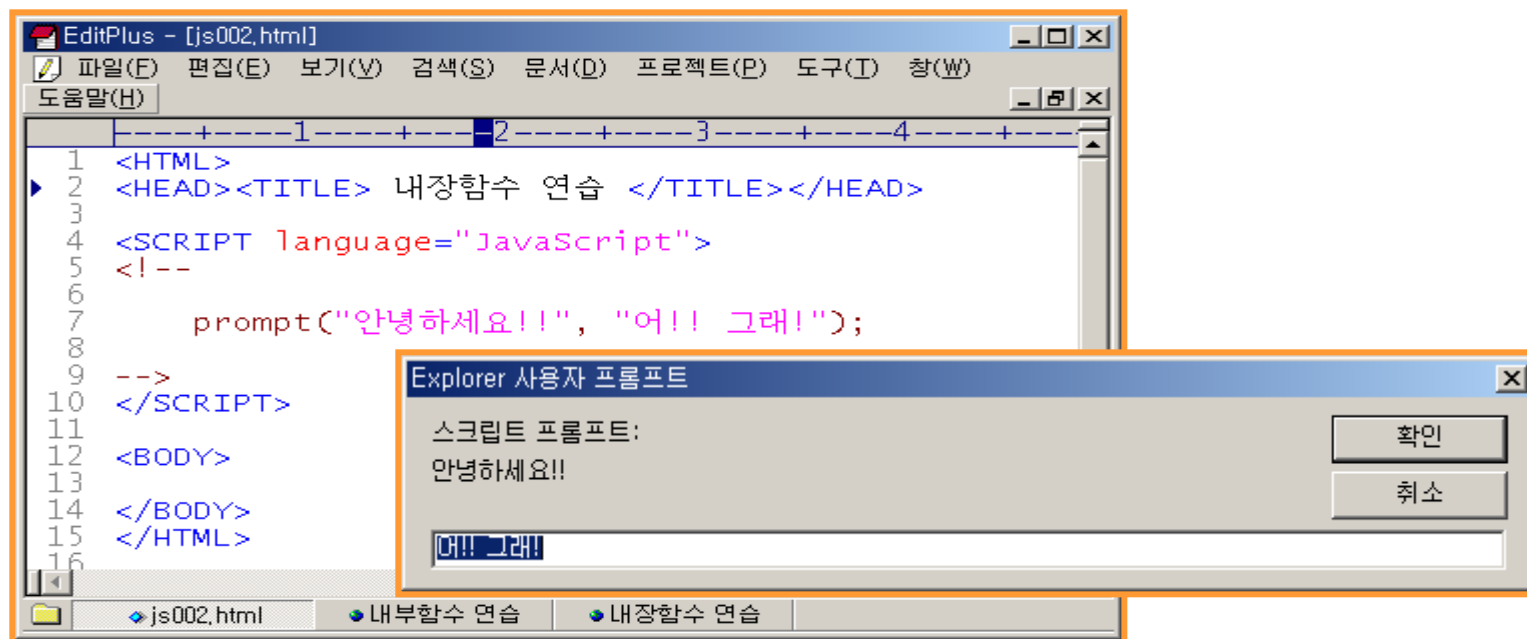 EditPlus - [js002.html]
파일(F) 편집(E) 보기(V) 검색(S) 문서(D) 프로젝트(P) 도구(T) 창(W)
도움말(H)
----+----1----+----2----+----3----+----4----+---
1 <HTML>
2 <HEAD><TITLE> 내장함수 연습 </TITLE></HEAD>
3
4 <SCRIPT language="JavaScript">
5 <!--
6
7 prompt("안녕하세요!!", "어!! 그래!");
8
9 -->
10 </SCRIPT>
11
12 <BODY>
13
14 </BODY>
15 </HTML>
16
Explorer 사용자 프롬프트
스크립트 프롬프트:
안녕하세요!!
확인
취소
어!! 그래!
js002.html 내부함수 연습 내장함수 연습